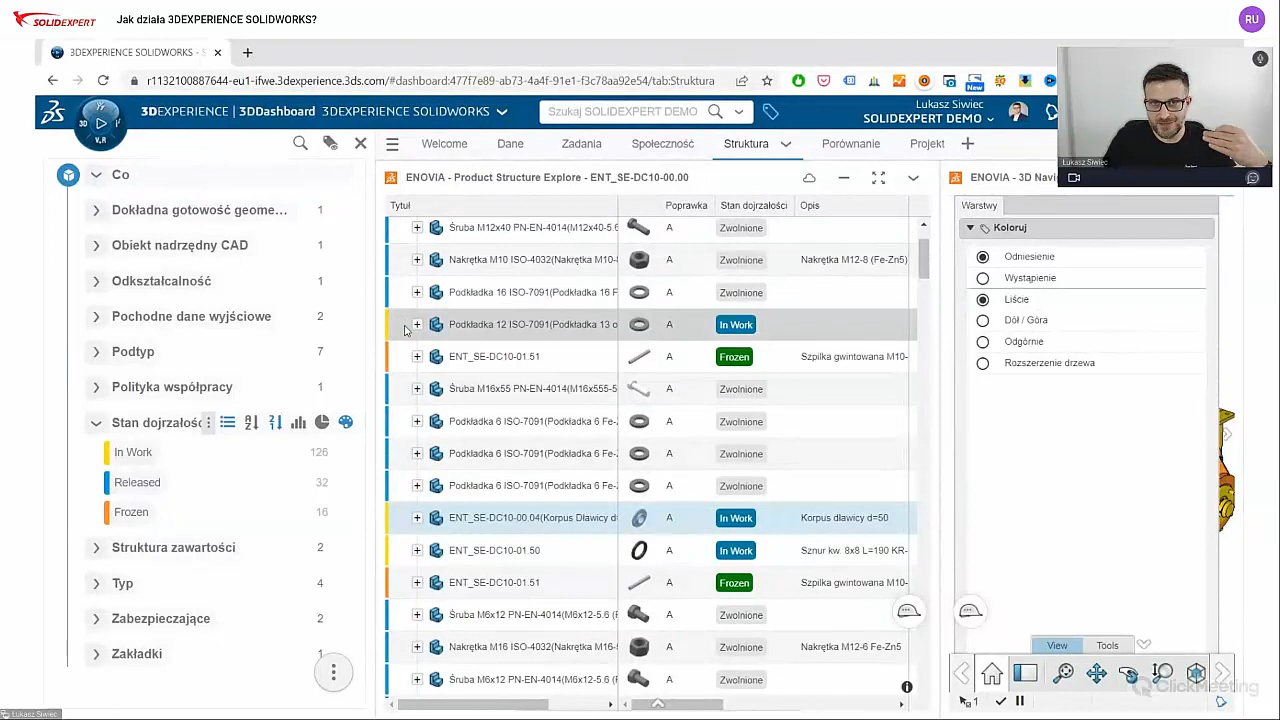 SOLIDEXPERT
Jak działa 3DEXPERIENCE SOLIDWORKS?
RU
3DEXPERIENCE SOLIDWORKS - S
r1132100887644-eu1-ifwe.3dexperience.3ds.com/#dashboard:477f7e89-ab73-4a4f-91e1-f3c78aa92e54/tab:Struktura
New
3D
V.R
3DEXPERIENCE | 3DDashboard 3DEXPERIENCE SOLIDWORKS
Szukaj SOLIDEXPERT DEMO
Lukasz Siwiec
SOLIDEXPERT DEMO
Łukasz Siwiec
Welcome
Dane
Zadania
Społeczność
Struktura
Porównanie
Projekt
Co
Dokładna gotowość geome... 1
Obiekt nadrzędny CAD 1
Odkształcalność 1
Pochodne dane wyjściowe 2
Podtyp 7
Polityka współpracy 1
Stan dojrzałośc
In Work 126
Released 32
Frozen 16
Struktura zawartości 2
Typ 4
Zabezpieczające 2
Zakładki 1
ENOVIA - Product Structure Explore - ENT_SE-DC10-00.00
Tytuł Poprawka Stan dojrzałości Opis
Śruba M12x40 PN-EN-4014(M12x40-5.6 A Zwolnione
Nakrętka M10 ISO-4032(Nakrętka M10-8 A Zwolnione Nakrętka M12-8 (Fe-Zn5)
Podkładka 16 ISO-7091(Podkładka 16 F A Zwolnione
Podkładka 12 ISO-7091(Podkładka 13 o A In Work
ENT_SE-DC10-01.51 A Frozen Szpilka gwintowana M10-
Śruba M16x55 PN-EN-4014(M16x555-5 A Zwolnione
Podkładka 6 ISO-7091(Podkładka 6 Fe-Z A Zwolnione
Podkładka 6 ISO-7091(Podkładka 6 Fe-Z A Zwolnione
Podkładka 6 ISO-7091(Podkładka 6 Fe-Z A Zwolnione
ENT_SE-DC10-00.04(Korpus Dławicy d= A In Work Korpus dławicy d=50
ENT_SE-DC10-01.50 A In Work Sznur kw. 8x8 L=190 KR-
ENT_SE-DC10-01.51 A Frozen Szpilka gwintowana M10-
Śruba M6x12 PN-EN-4014(M6x12-5.6 (F A Zwolnione
Nakrętka M16 ISO-4032(Nakrętka M16- A Zwolnione Nakrętka M12-6 Fe-Zn5
Śruba M6x12 PN-EN-4014(M6x12-5.6 (F A Zwolnione
ENOVIA - 3D Navi
Warstwy
Koloruj
Odniesienie
Wystąpienie
Liście
Dół / Góra
Odgórnie
Rozszerzenie drzewa
View
Tools
1
ClickMeeting
Łukasz Siwiec